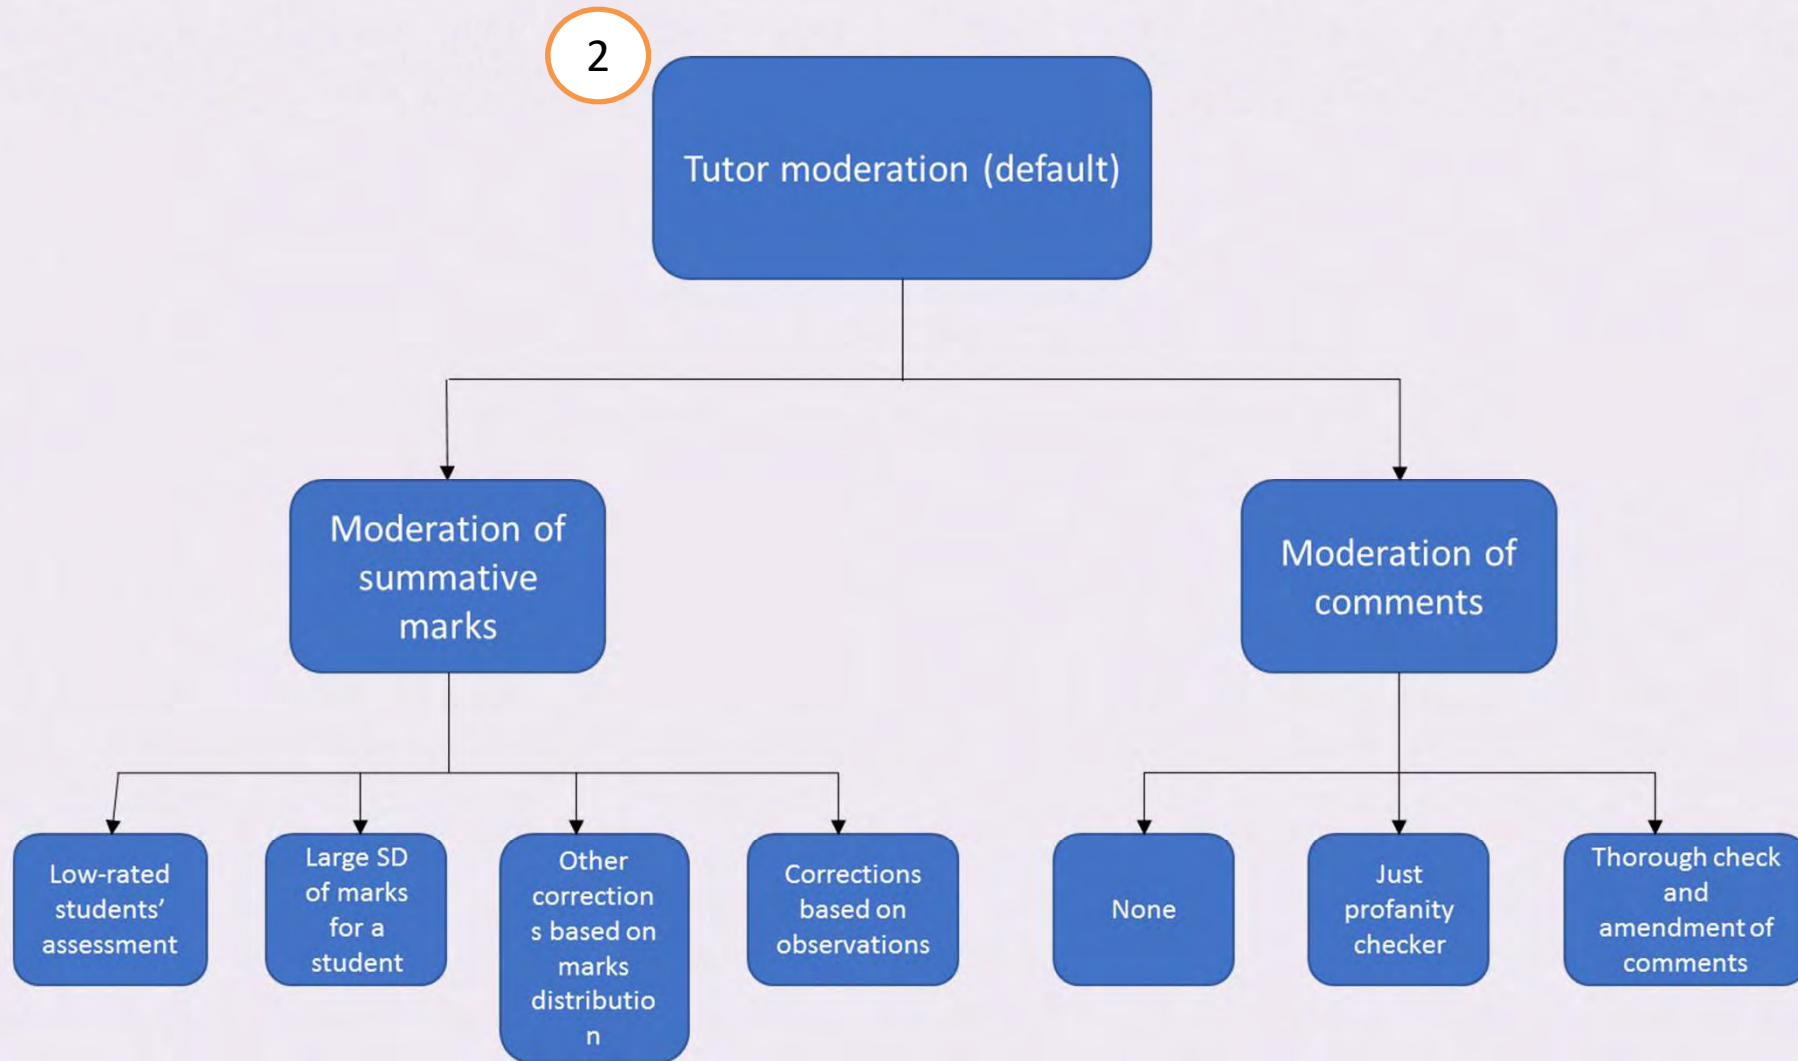 2
Tutor moderation (default)
Moderation of
summative
marks
Moderation of
comments
Low-rated
students’
assessment
Large SD
of marks
for a
student
Other
correction
s based on
marks
distributio
n
Corrections
based on
observations
None
Just
profanity
checker
Thorough check
and
amendment of
comments